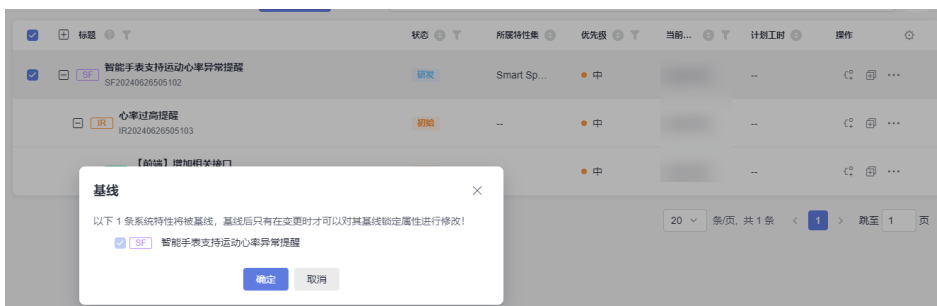 标题 状态 所属特性集 优先级 当前... 计划工时 操作
SF 智能手表支持运动心率异常提醒 研发 Smart Sp... 中 --
SF20240626505102
IR 心率过高提醒 初始 -- 中 --
IR20240626505103
【前端】增加相关接口
中 --
基线
以下 1 条系统特性将被基线，基线后只有在变更时才可以对其基线锁定属性进行修改！
SF 智能手表支持运动心率异常提醒
确定 取消
20 条/页, 共 1 条 < 1 > 跳至 1 页